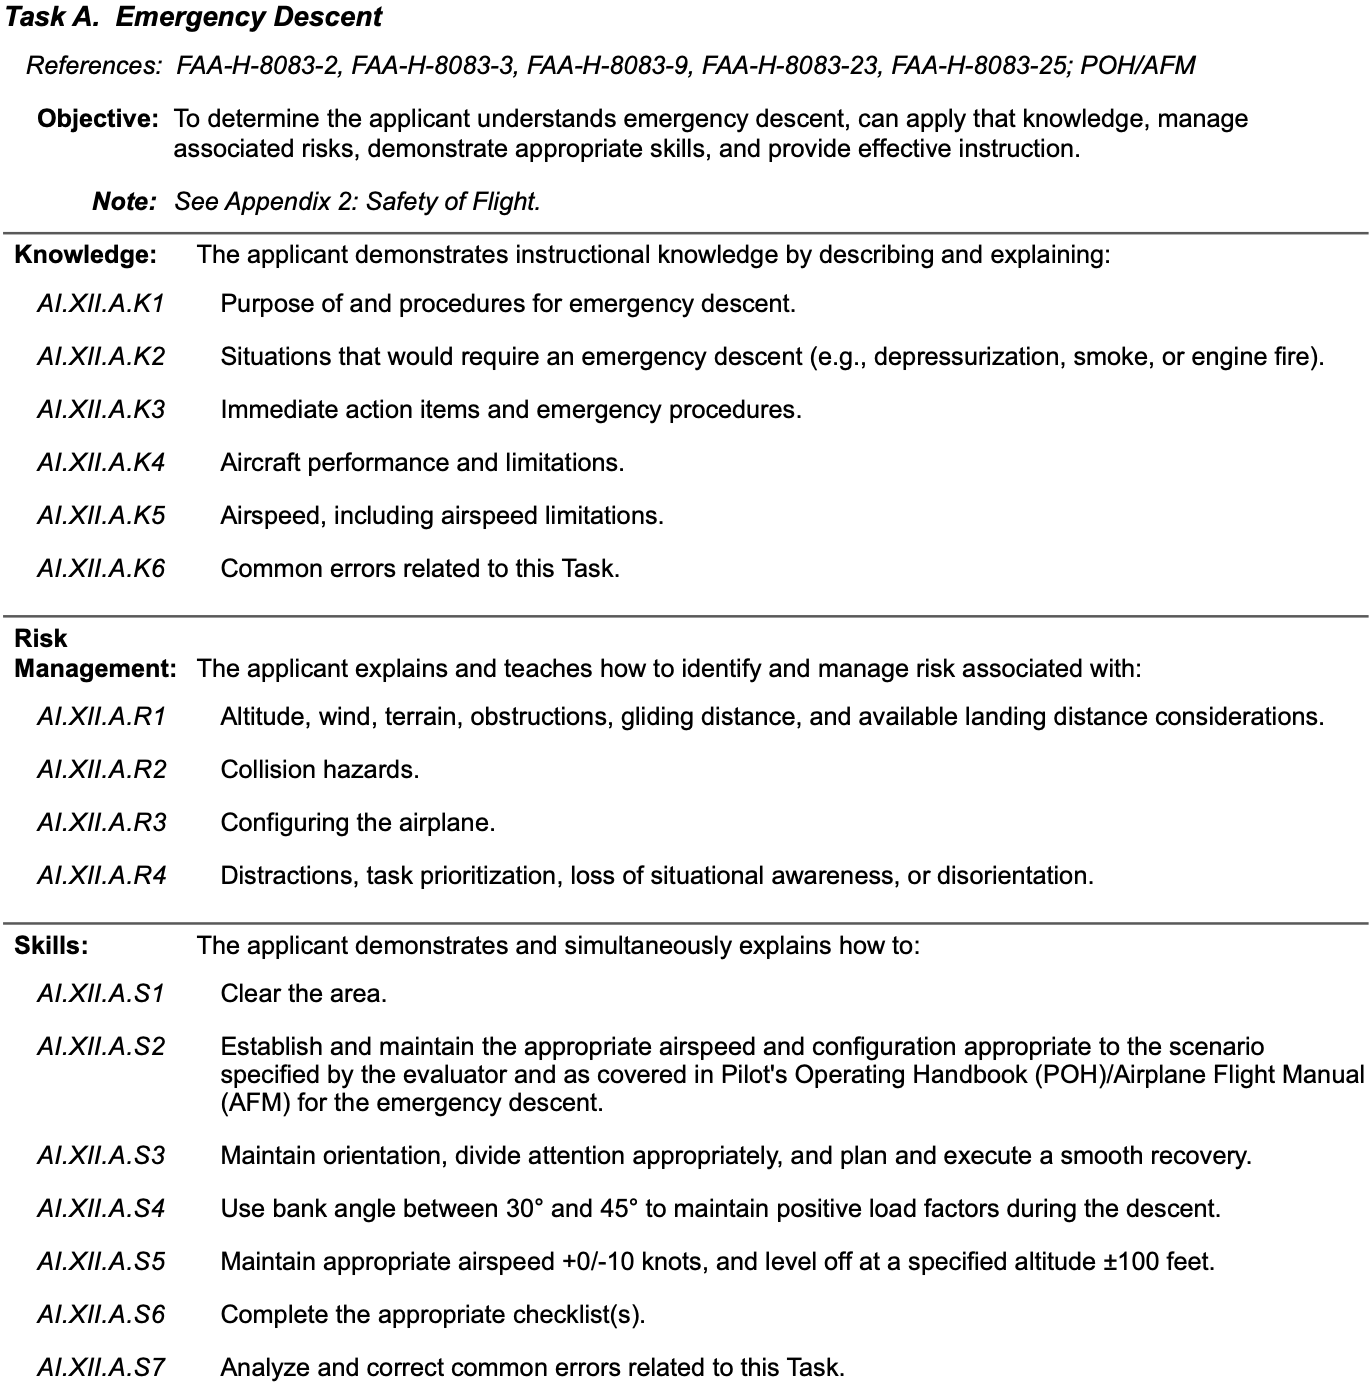 Task A. Emergency Descent
References: FAA-H-8083-2, FAA-H-8083-3, FAA-H-8083-9, FAA-H-8083-23, FAA-H-8083-25; POH/AFM
Objective: To determine the applicant understands emergency descent, can apply that knowledge, manage
associated risks, demonstrate appropriate skills, and provide effective instruction.
Note: See Appendix 2: Safety of Flight.
Knowledge: The applicant demonstrates instructional knowledge by describing and explaining:
AI.XII.A.K1 Purpose of and procedures for emergency descent.
AI.XII.A.K2 Situations that would require an emergency descent (e.g., depressurization, smoke, or engine fire).
AI.XII.A.K3 Immediate action items and emergency procedures.
AI.XII.A.K4 Aircraft performance and limitations.
AI.XII.A.K5 Airspeed, including airspeed limitations.
AI.XII.A.K6 Common errors related to this Task.
Risk
Management: The applicant explains and teaches how to identify and manage risk associated with:
AI.XII.A.R1 Altitude, wind, terrain, obstructions, gliding distance, and available landing distance considerations.
AI.XII.A.R2 Collision hazards.
AI.XII.A.R3 Configuring the airplane.
AI.XII.A.R4 Distractions, task prioritization, loss of situational awareness, or disorientation.
Skills: The applicant demonstrates and simultaneously explains how to:
AI.XII.A.S1 Clear the area.
AI.XII.A.S2 Establish and maintain the appropriate airspeed and configuration appropriate to the scenario
specified by the evaluator and as covered in Pilot's Operating Handbook (POH)/Airplane Flight Manual
(AFM) for the emergency descent.
AI.XII.A.S3 Maintain orientation, divide attention appropriately, and plan and execute a smooth recovery.
AI.XII.A.S4 Use bank angle between 30° and 45° to maintain positive load factors during the descent.
AI.XII.A.S5 Maintain appropriate airspeed +0/-10 knots, and level off at a specified altitude ±100 feet.
AI.XII.A.S6 Complete the appropriate checklist(s).
AI.XII.A.S7 Analyze and correct common errors related to this Task.